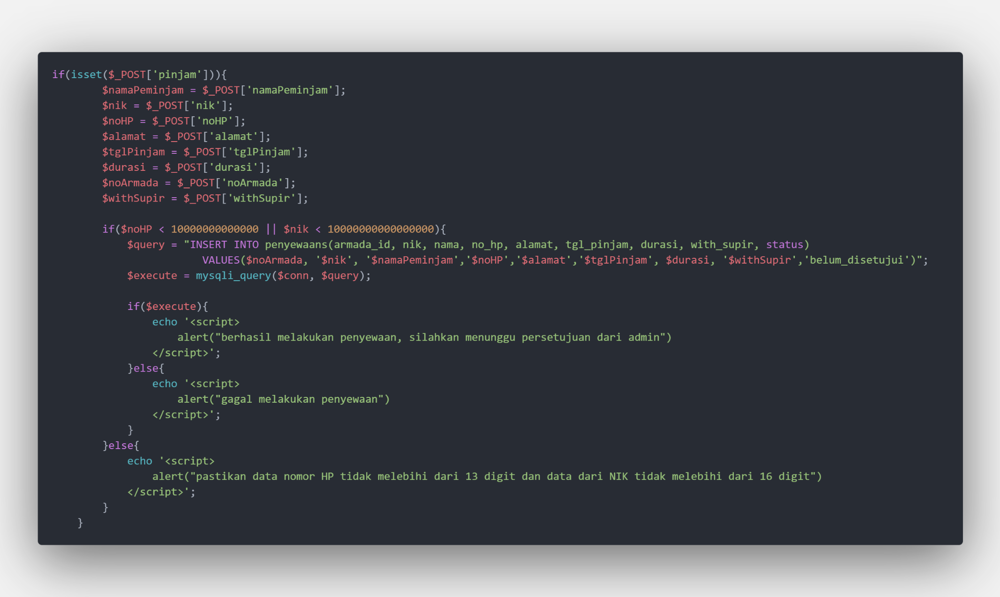 if(isset($_POST['pinjam'])){
$namaPeminjam = $_POST['namaPeminjam'];
$nik = $_POST['nik'];
$noHP = $_POST['noHP'];
$alamat = $_POST['alamat'];
$tglPinjam = $_POST['tglPinjam'];
$durasi = $_POST['durasi'];
$noArmada = $_POST['noArmada'];
$withSupir = $_POST['withSupir'];
if($noHP < 10000000000000 || $nik < 10000000000000000){
$query = "INSERT INTO penyewaans(armada_id, nik, nama, no_hp, alamat, tgl_pinjam, durasi, with_supir, status)
VALUES($noArmada, '$nik', '$namaPeminjam','$noHP','$alamat','$tglPinjam', $durasi, '$withSupir','belum_disetujui')";
$execute = mysqli_query($conn, $query);
if($execute){
echo '<script>
alert("berhasil melakukan penyewaan, silahkan menunggu persetujuan dari admin")
</script>';
}else{
echo '<script>
alert("gagal melakukan penyewaan")
</script>';
}
}else{
echo '<script>
alert("pastikan data nomor HP tidak melebihi dari 13 digit dan data dari NIK tidak melebihi dari 16 digit")
</script>';
}
}